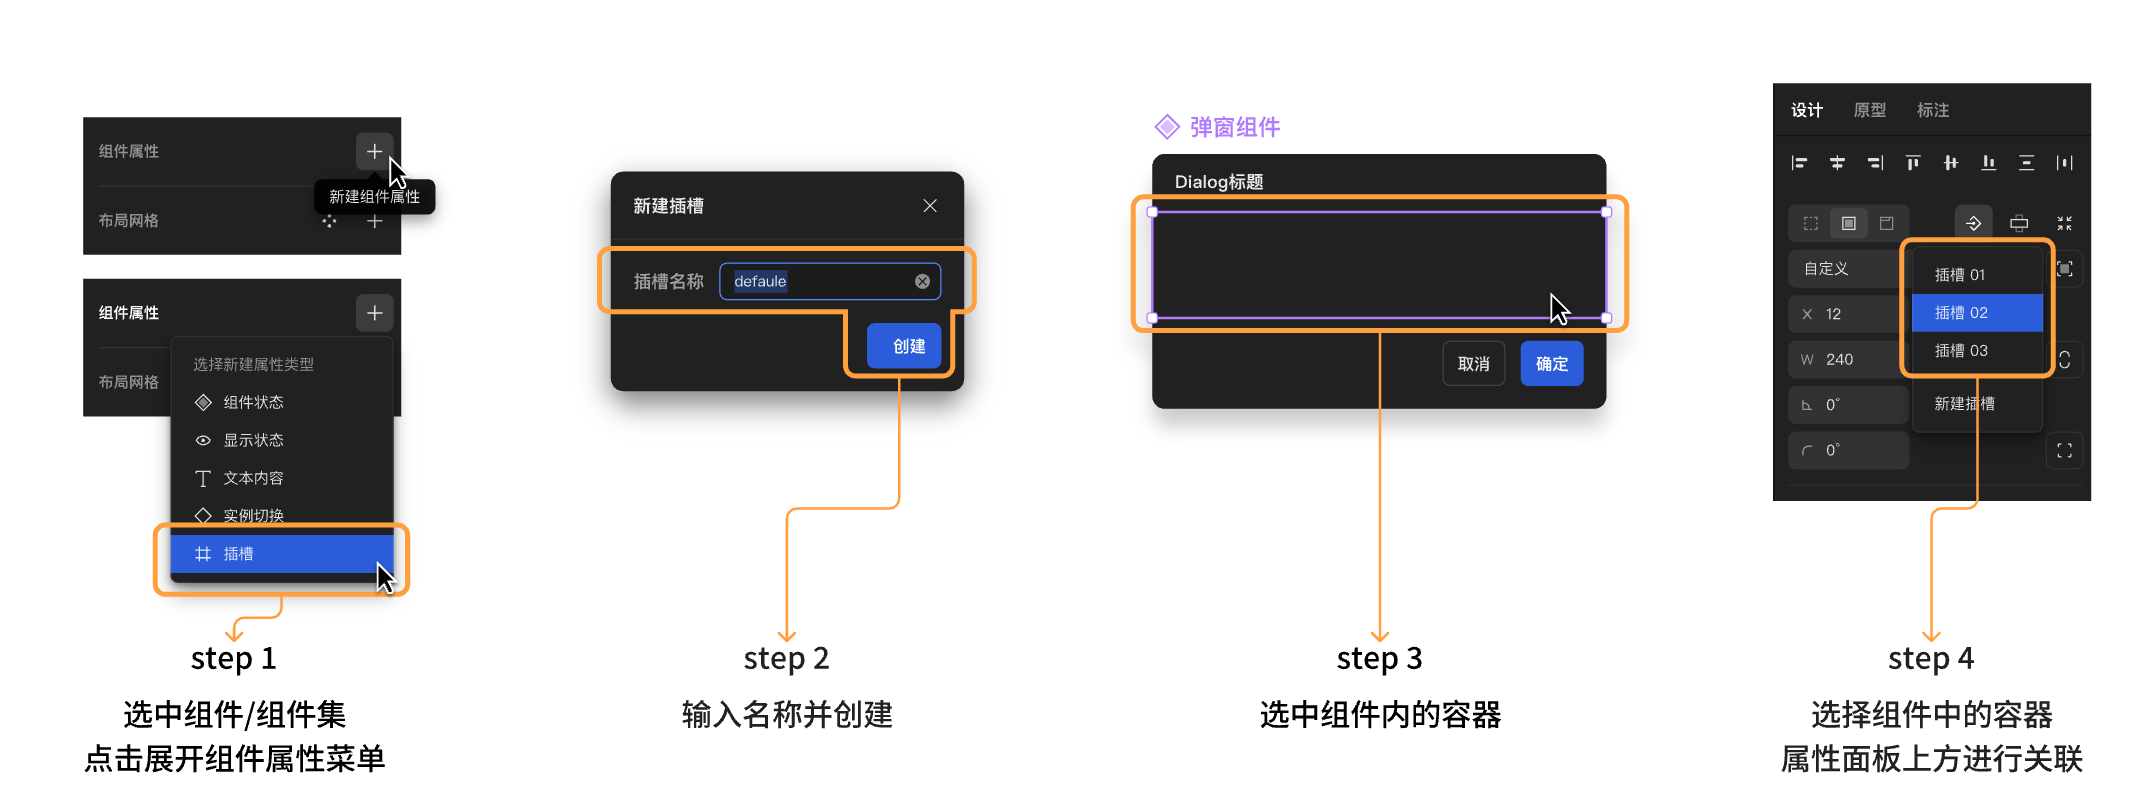 组件属性
新建组件属性
布局网格
组件属性
布局网格
选择新建属性类型
组件状态
显示状态
文本内容
实例切换
插槽
step 1
选中组件/组件集
点击展开组件属性菜单
新建插槽
插槽名称
defaule
创建
step 2
输入名称并创建
弹窗组件
Dialog标题
取消
确定
step 3
选中组件内的容器
设计 原型 标注
自定义
插槽 01
X 12
插槽 02
插槽 03
W 240
0°
新建插槽
0°
step 4
选择组件中的容器
属性面板上方进行关联